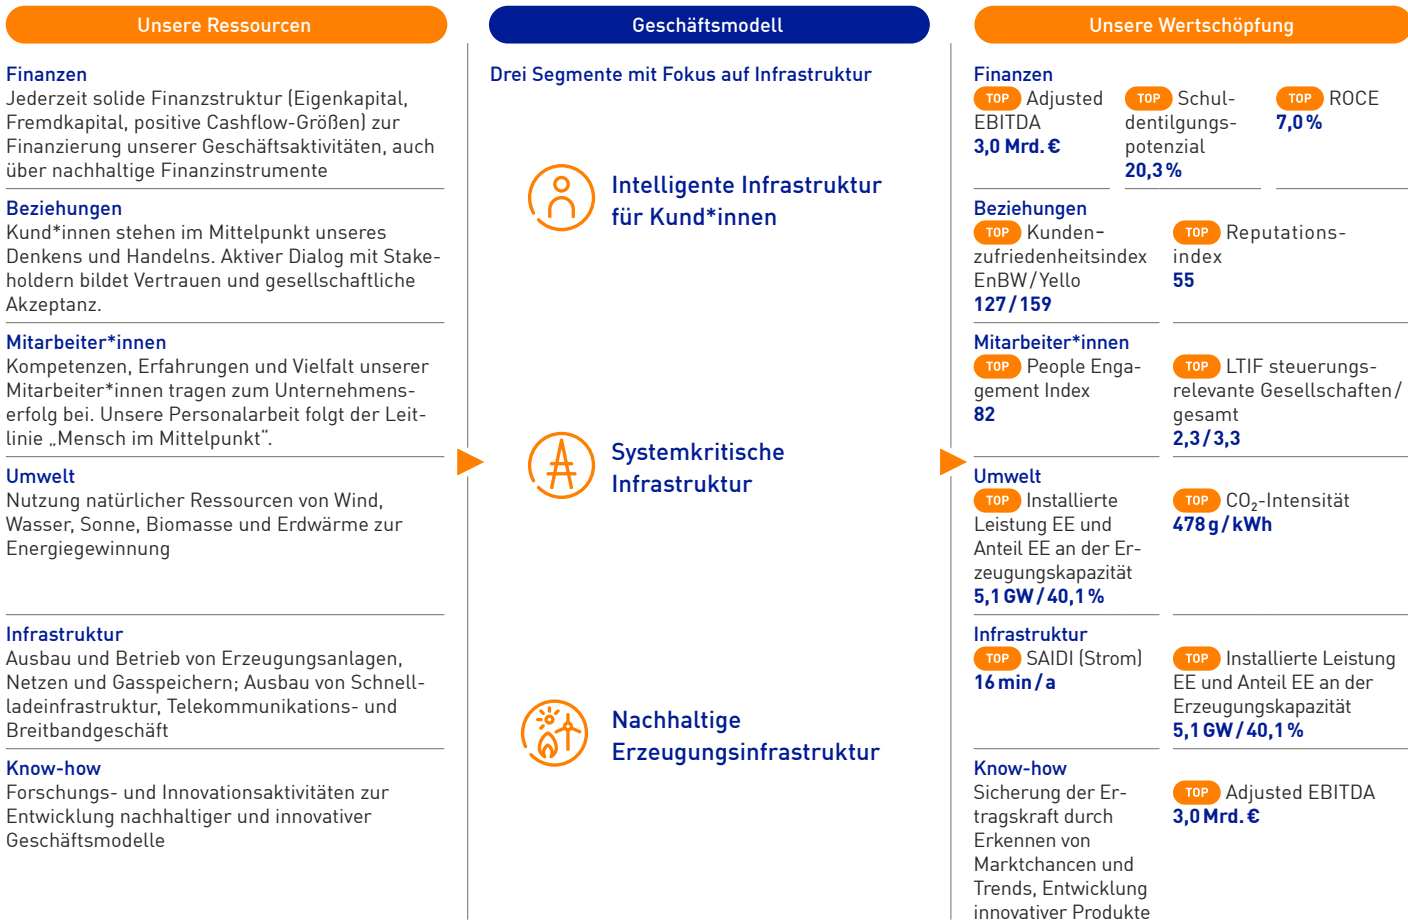 Unsere Ressourcen
Finanzen
Jederzeit solide Finanzstruktur (Eigenkapital,
Fremdkapital, positive Cashflow-Größen) zur
Finanzierung unserer Geschäftsaktivitäten, auch
über nachhaltige Finanzinstrumente
Beziehungen
Kund*innen stehen im Mittelpunkt unseres
Denkens und Handelns. Aktiver Dialog mit Stake-
holdern bildet Vertrauen und gesellschaftliche
Akzeptanz.
Mitarbeiter*innen
Kompetenzen, Erfahrungen und Vielfalt unserer
Mitarbeiter*innen tragen zum Unternehmens-
erfolg bei. Unsere Personalarbeit folgt der Leit-
linie „Mensch im Mittelpunkt“.
Umwelt
Nutzung natürlicher Ressourcen von Wind,
Wasser, Sonne, Biomasse und Erdwärme zur
Energiegewinnung
Infrastruktur
Ausbau und Betrieb von Erzeugungsanlagen,
Netzen und Gasspeichern; Ausbau von Schnell-
ladeinfrastruktur, Telekommunikations- und
Breitbandgeschäft
Know-how
Forschungs- und Innovationsaktivitäten zur
Entwicklung nachhaltiger und innovativer
Geschäftsmodelle
Geschäftsmodell
Drei Segmente mit Fokus auf Infrastruktur
Intelligente Infrastruktur
für Kund*innen
Systemkritische
Infrastruktur
Nachhaltige
Erzeugungsinfrastruktur
Unsere Wertschöpfung
Finanzen
TOP Adjusted
EBITDA
3,0 Mrd. €
TOP Schul-
dentilgungs-
potenzial
20,3 %
TOP ROCE
7,0 %
Beziehungen
TOP Kunden-
zufriedenheitsindex
EnBW / Yello
127 / 159
TOP Reputations-
index
55
Mitarbeiter*innen
TOP People Enga-
gement Index
82
TOP LTIF steuerungs-
relevante Gesellschaften /
gesamt
2,3 / 3,3
Umwelt
TOP Installierte
Leistung EE und
Anteil EE an der Er-
zeugungskapazität
5,1 GW / 40,1 %
TOP CO₂-Intensität
478 g / kWh
Infrastruktur
TOP SAIDI (Strom)
16 min / a
TOP Installierte Leistung
EE und Anteil EE an der
Erzeugungskapazität
5,1 GW / 40,1 %
Know-how
Sicherung der Er-
tragskraft durch
Erkennen von
Marktchancen und
Trends, Entwicklung
innovativer Produkte
TOP Adjusted EBITDA
3,0 Mrd. €